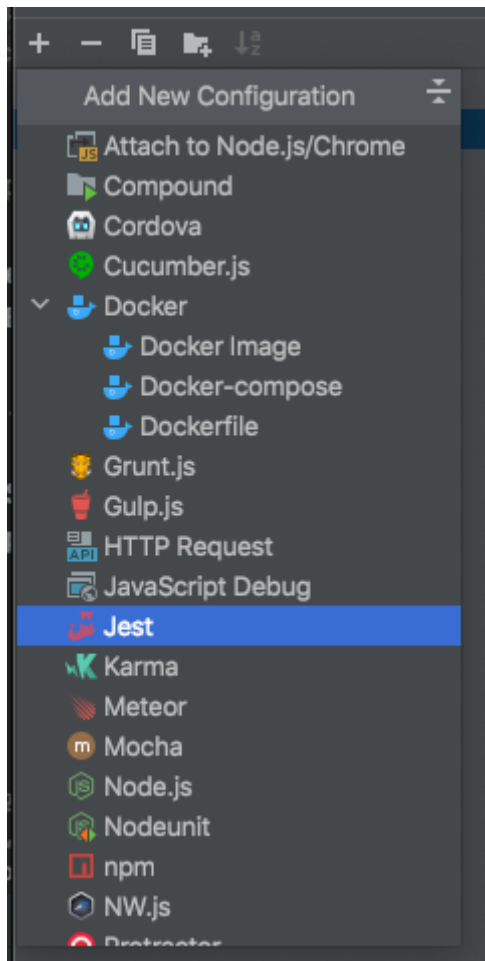 Add New Configuration
Attach to Node.js/Chrome
Compound
Cordova
Cucumber.js
Docker
Docker Image
Docker-compose
Dockerfile
Grunt.js
Gulp.js
HTTP Request
JavaScript Debug
Jest
Karma
Meteor
Mocha
Node.js
Nodeunit
npm
NW.js